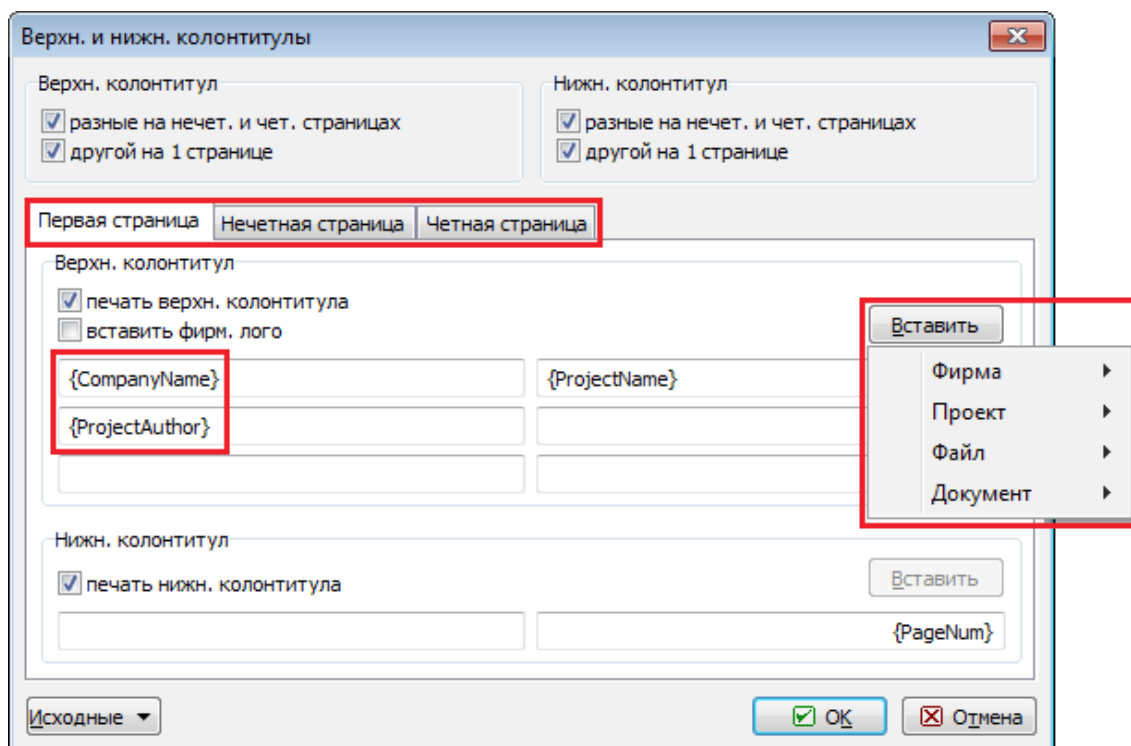 Верхн. и нижн. колонтитулы
Верхн. колонтитул
разные на нечет. и чет. страницах
другой на 1 странице
Нижн. колонтитул
разные на нечет. и чет. страницах
другой на 1 странице
Первая страница Нечетная страница Четная страница
Верхн. колонтитул
печать верхн. колонтитула
вставить фирм. лого
Вставить
Фирма
Проект
Файл
Документ
{CompanyName} {ProjectName}
{ProjectAuthor}
Нижн. колонтитул
печать нижн. колонтитула
Вставить
{PageNum}
Исходные OK Отмена